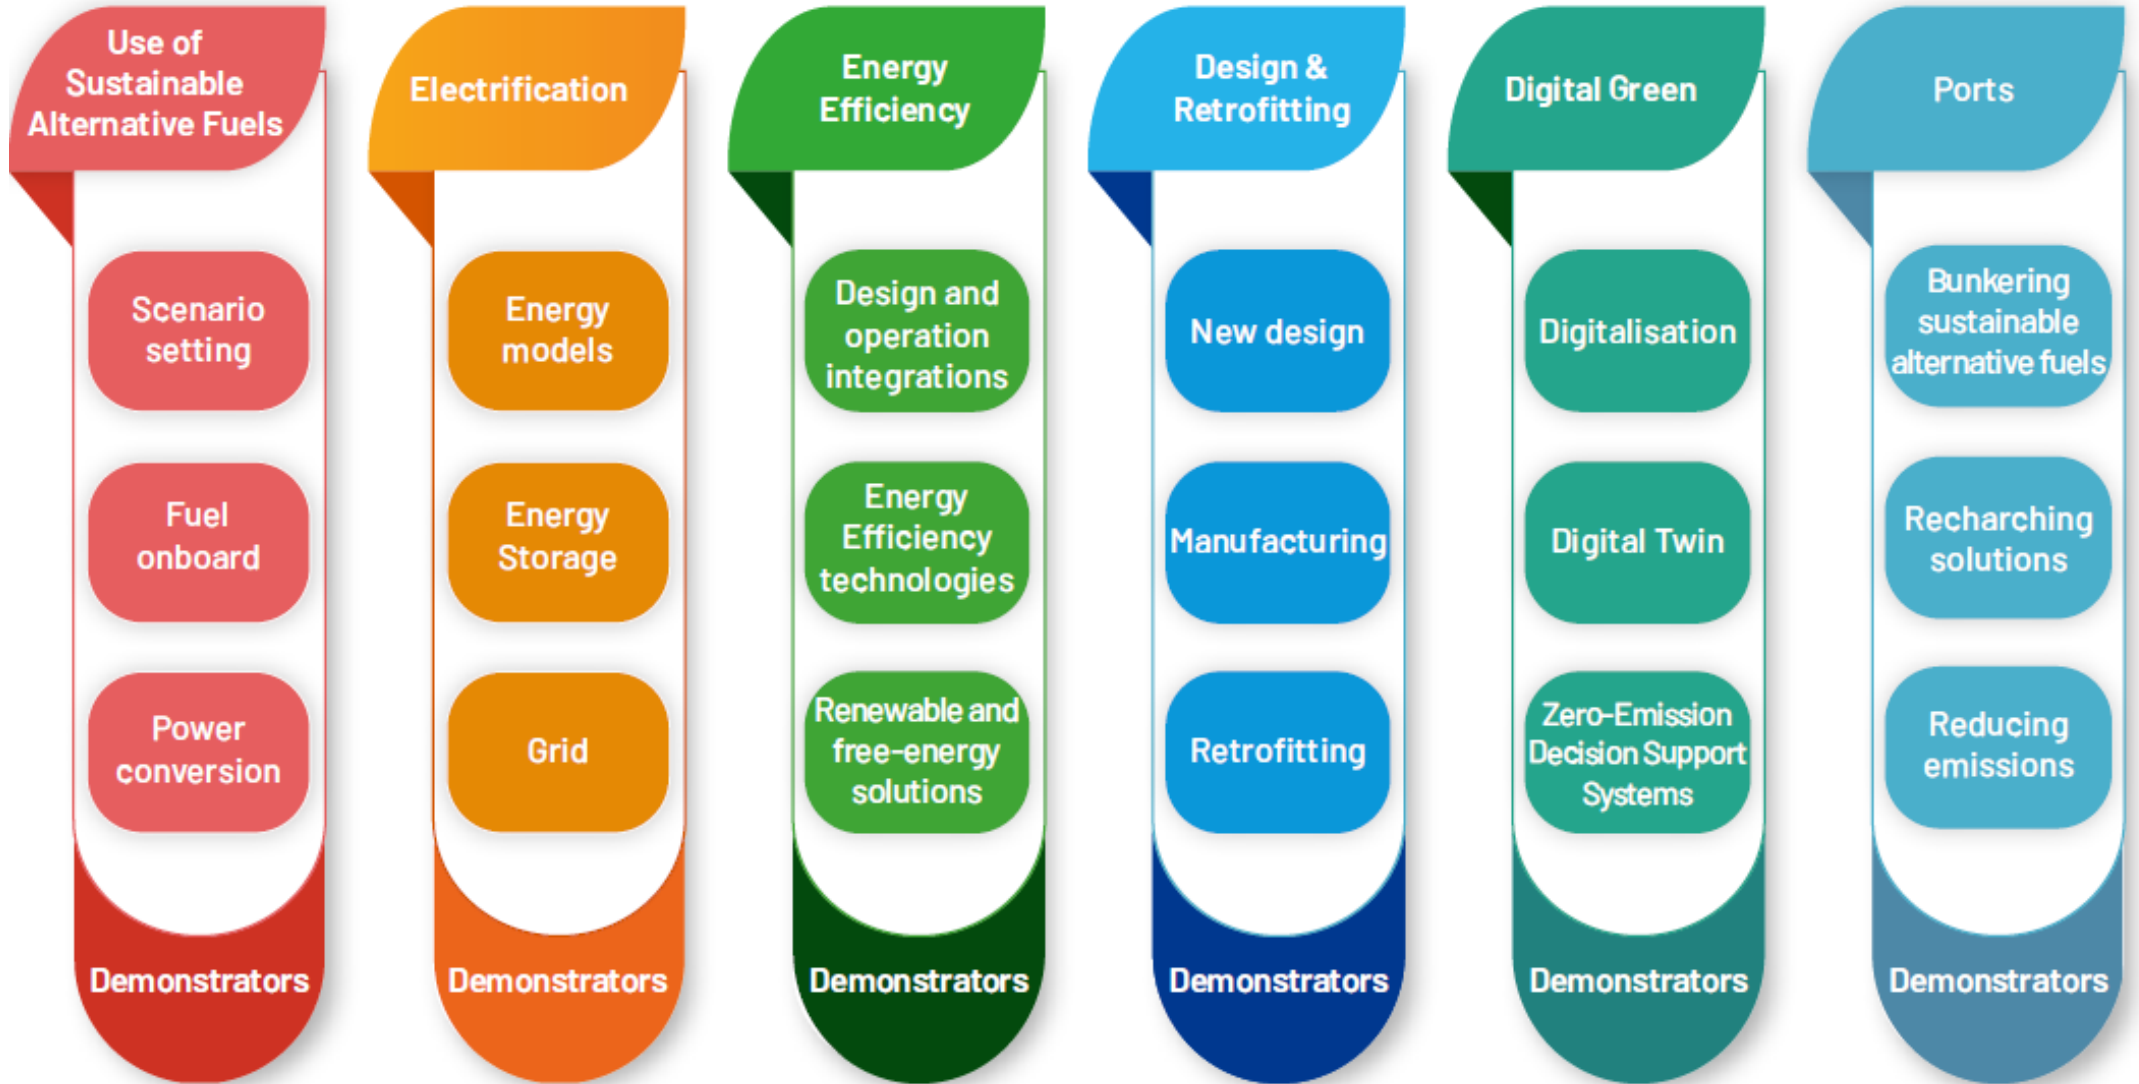 Use of
Sustainable
Alternative Fuels
Scenario
setting
Fuel
onboard
Power
conversion
Demonstrators
Electrification
Energy
models
Energy
Storage
Grid
Demonstrators
Energy
Efficiency
Design and
operation
integrations
Energy
Efficiency
technologies
Renewable and
free-energy
solutions
Demonstrators
Design &
Retrofitting
New design
Manufacturing
Retrofitting
Demonstrators
Digital Green
Digitalisation
Digital Twin
Zero-Emission
Decision Support
Systems
Demonstrators
Ports
Bunkering
sustainable
alternative fuels
Recharching
solutions
Reducing
emissions
Demonstrators